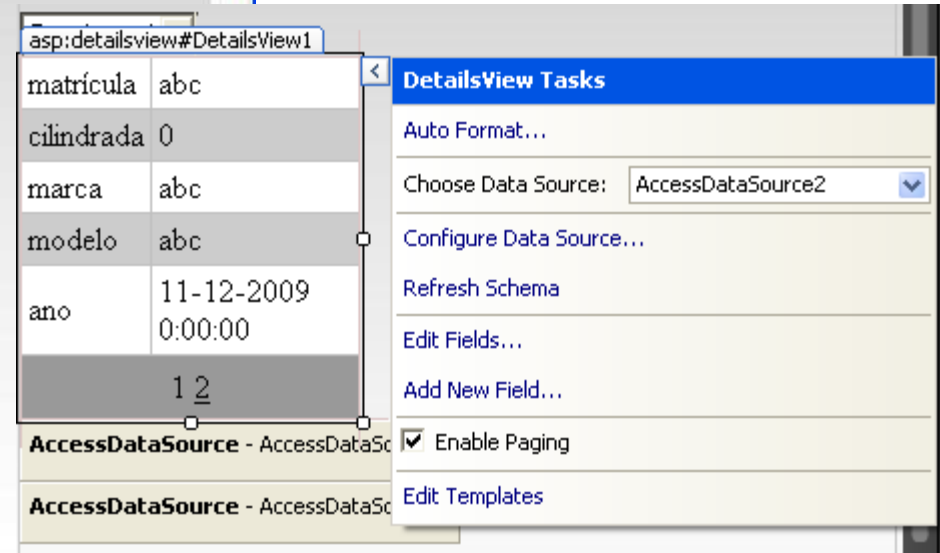 asp:detailsview#DetailsView1
matrícula abc
cilindrada 0
marca abc
modelo abc
ano 11-12-2009 0:00:00
1 2
AccessDataSource - AccessDataSo
AccessDataSource - AccessDataSo
DetailsView Tasks
Auto Format...
Choose Data Source: AccessDataSource2
Configure Data Source...
Refresh Schema
Edit Fields...
Add New Field...
Enable Paging
Edit Templates